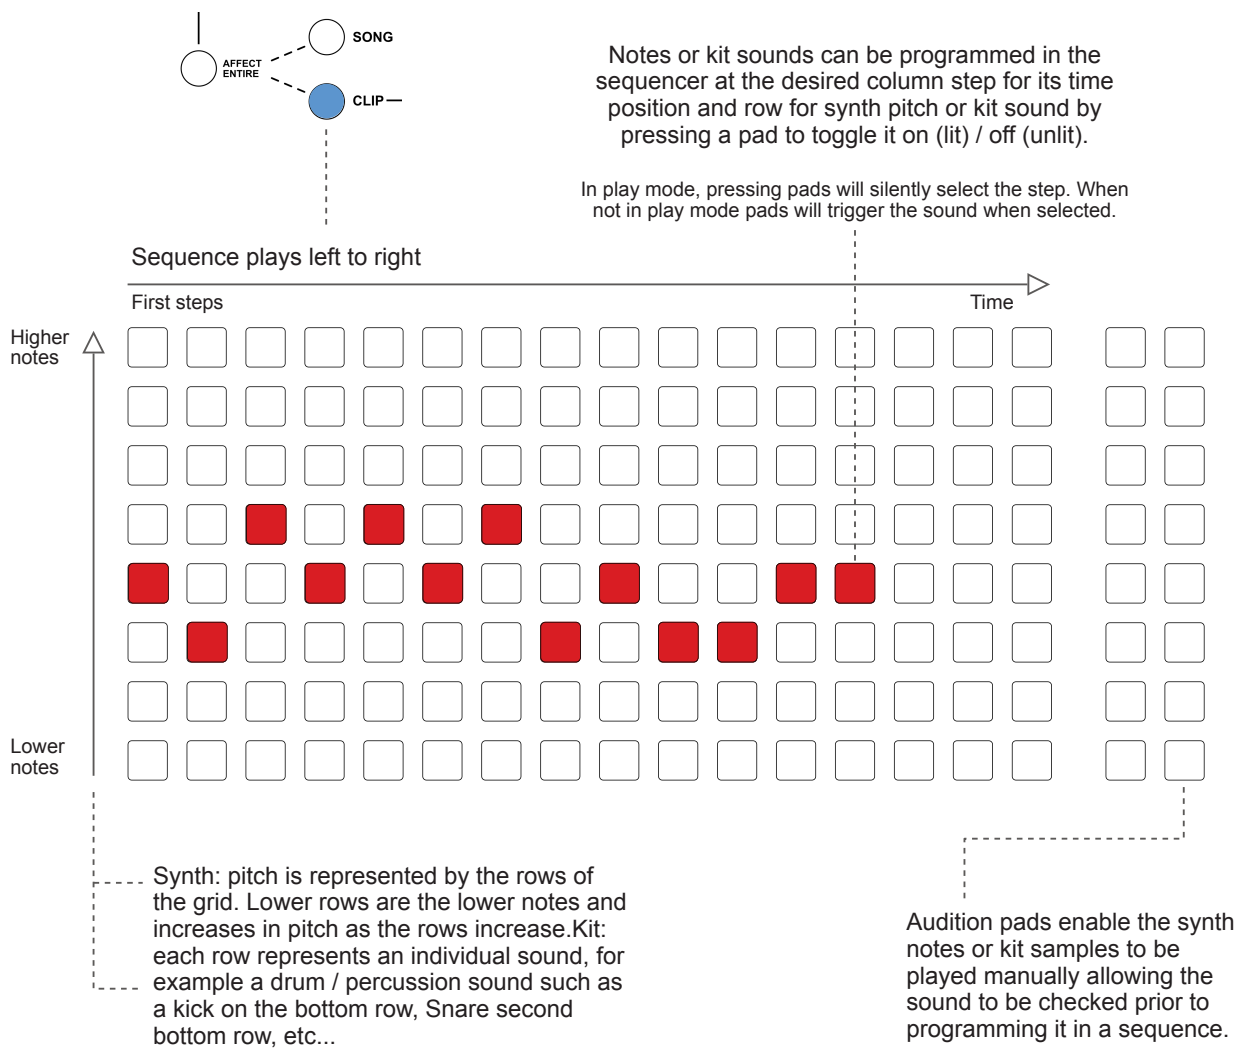 SONG
AFFECT
ENTIRE
CLIP
Notes or kit sounds can be programmed in the
sequencer at the desired column step for its time
position and row for synth pitch or kit sound by
pressing a pad to toggle it on (lit) / off (unlit).
In play mode, pressing pads will silently select the step. When
not in play mode pads will trigger the sound when selected.
Sequence plays left to right
First steps
Time
Higher
notes
Lower
notes
Synth: pitch is represented by the rows of
the grid. Lower rows are the lower notes and
increases in pitch as the rows increase.Kit:
each row represents an individual sound, for
example a drum / percussion sound such as
a kick on the bottom row, Snare second
bottom row, etc...
Audition pads enable the synth
notes or kit samples to be
played manually allowing the
sound to be checked prior to
programming it in a sequence.